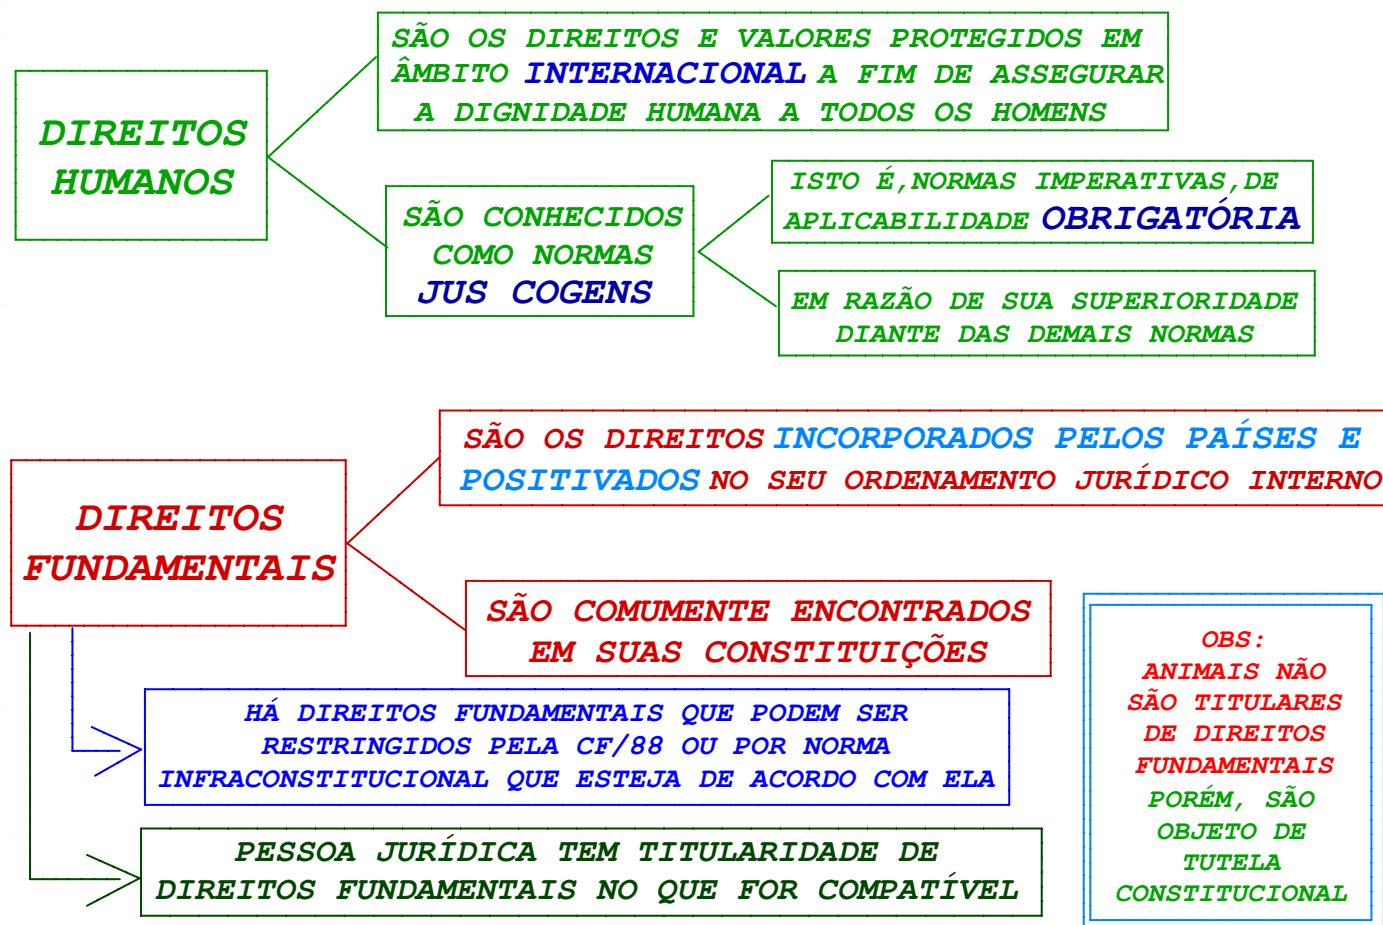 DIREITOS
HUMANOS
SÃO OS DIREITOS E VALORES PROTEGIDOS EM
ÂMBITO INTERNACIONAL A FIM DE ASSEGURAR
A DIGNIDADE HUMANA A TODOS OS HOMENS
SÃO CONHECIDOS
COMO NORMAS
JUS COGENS
ISTO É,NORMAS IMPERATIVAS,DE
APLICABILIDADE OBRIGATÓRIA
EM RAZÃO DE SUA SUPERIORIDADE
DIANTE DAS DEMAIS NORMAS
DIREITOS
FUNDAMENTAIS
SÃO OS DIREITOS INCORPORADOS PELOS PAÍSES E
POSITIVADOS NO SEU ORDENAMENTO JURÍDICO INTERNO
SÃO COMUMENTE ENCONTRADOS
EM SUAS CONSTITUIÇÕES
HÁ DIREITOS FUNDAMENTAIS QUE PODEM SER
RESTRINGIDOS PELA CF/88 OU POR NORMA
INFRACONSTITUCIONAL QUE ESTEJA DE ACORDO COM ELA
PESSOA JURÍDICA TEM TITULARIDADE DE
DIREITOS FUNDAMENTAIS NO QUE FOR COMPATÍVEL
OBS:
ANIMAIS NÃO
SÃO TITULARES
DE DIREITOS
FUNDAMENTAIS
PORÉM, SÃO
OBJETO DE
TUTELA
CONSTITUCIONAL